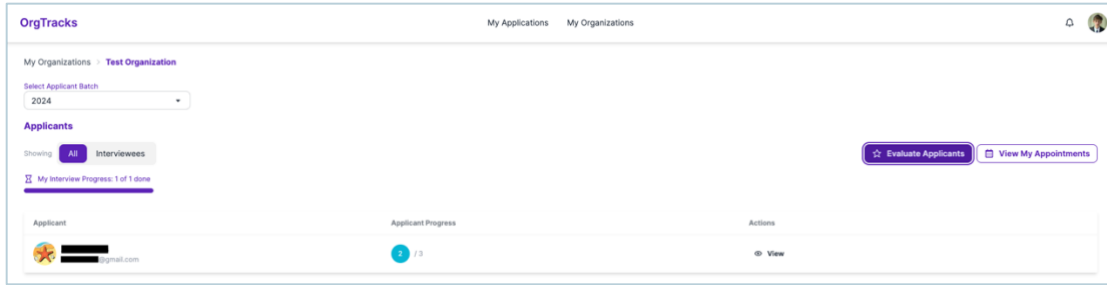 OrgTracks My Applications My Organizations
My Organizations › Test Organization
Select Applicant Batch
2024
Applicants
Showing All Interviewees Evaluate Applicants View My Appointments
My Interview Progress: 1 of 1 done
Applicant Applicant Progress Actions
2 / 3 View
@gmail.com